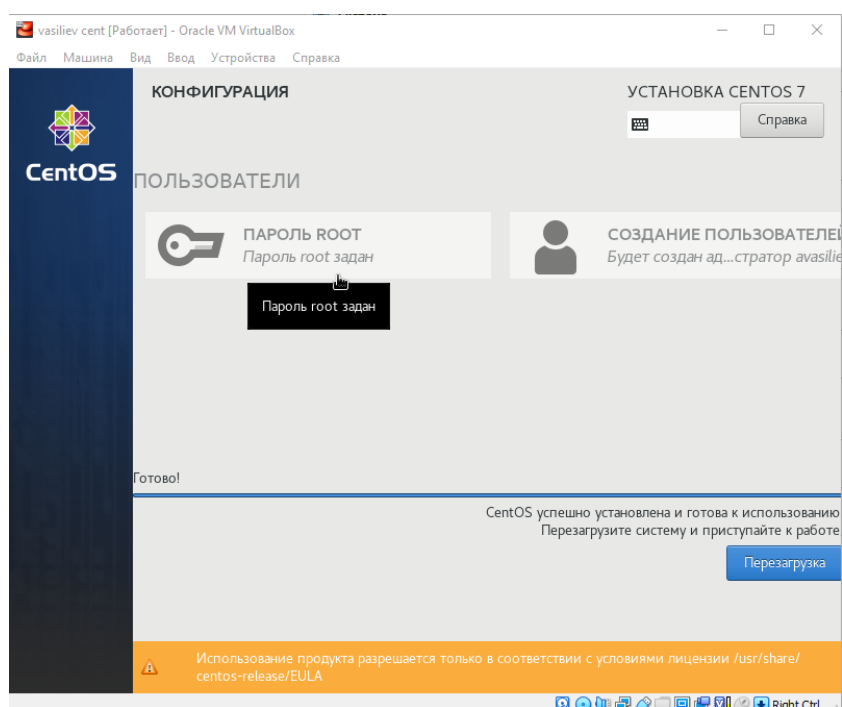 vasiliev cent [Работает] - Oracle VM VirtualBox
Файл Машина Вид Ввод Устройства Справка
КОНФИГУРАЦИЯ
УСТАНОВКА CENTOS 7
Справка
CentOS
ПОЛЬЗОВАТЕЛИ
ПАРОЛЬ ROOT
Пароль root задан
СОЗДАНИЕ ПОЛЬЗОВАТЕЛЕЙ
Будет создан ад...стратор avasilie
Пароль root задан
Готово!
CentOS успешно установлена и готова к использованию
Перезагрузите систему и приступайте к работе
Перезагрузка
Использование продукта разрешается только в соответствии с условиями лицензии /usr/share/
centos-release/EULA
Right Ctrl